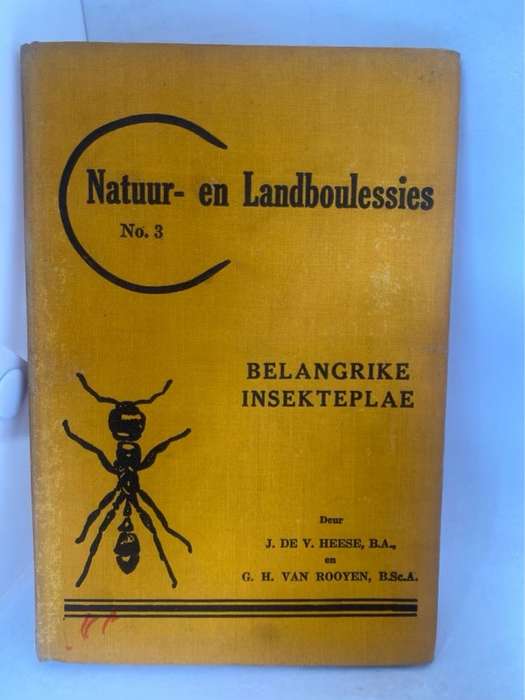 Natuur- en Landboulessies
No. 3
BELANGRIKE
INSEKTEPLAE
Deur
J. DE V. HEESE, B.A.,
en
G. H. VAN ROOYEN, B.Sc.A.